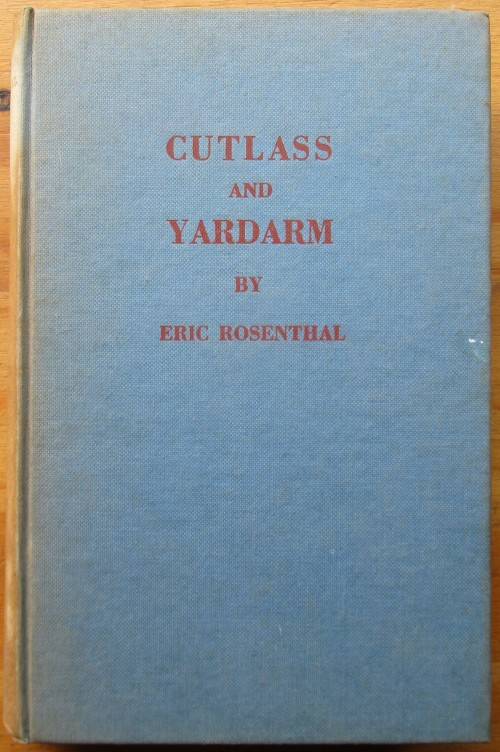 CUTLASS
AND
YARDARM
BY
ERIC ROSENTHAL